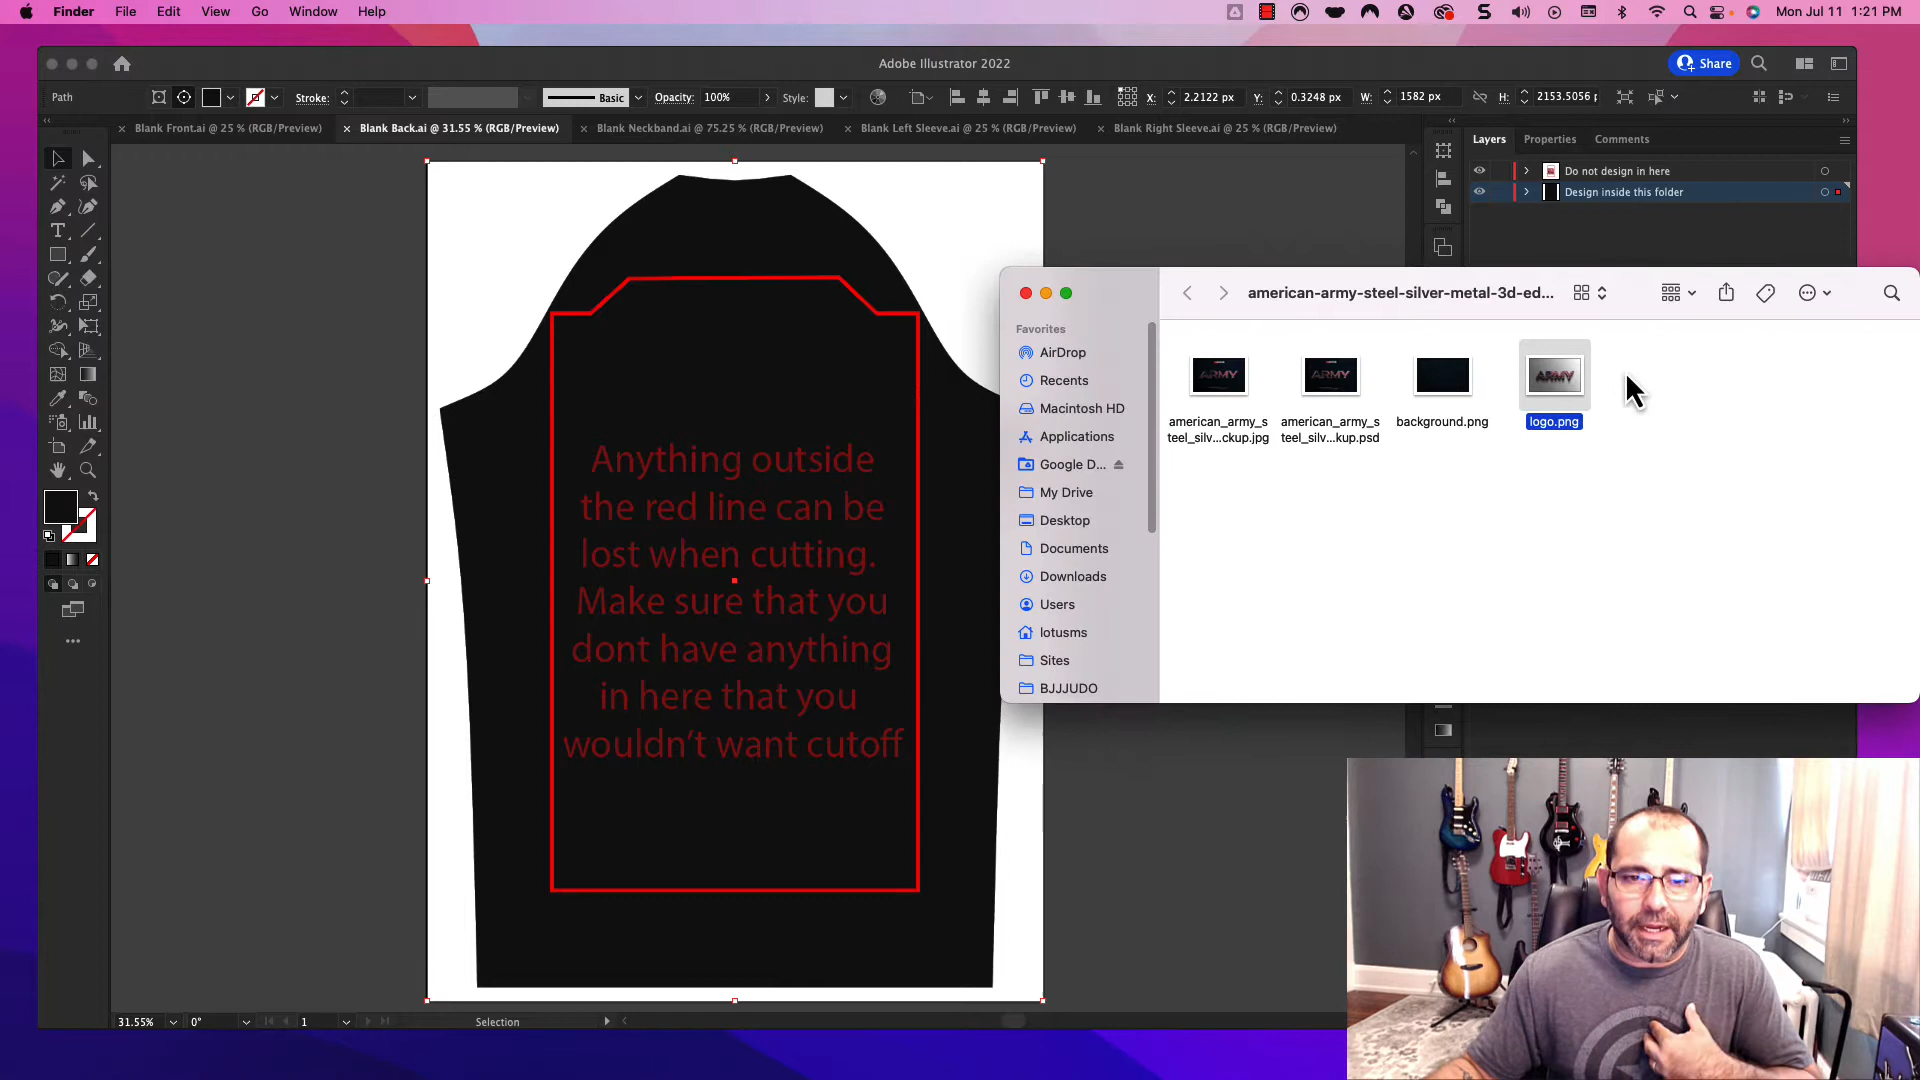 Finder File Edit View Go Window Help
Mon Jul 11 1:21 PM
Adobe Illustrator 2022
Share
Path
Stroke:
Basic
Opacity: 100%
Style:
X: 2.2122 px
Y: 0.3248 px
W: 1582 px
H: 2153.5056 p
Blank Front.ai @ 25 % (RGB/Preview)
Blank Back.ai @ 31.55 % (RGB/Preview)
Blank Neckband.ai @ 75.25 % (RGB/Preview)
Blank Left Sleeve.ai @ 25 % (RGB/Preview)
Blank Right Sleeve.ai @ 25 % (RGB/Preview)
Layers Properties Comments
Do not design in here
Design inside this folder
Anything outside
the red line can be
lost when cutting.
Make sure that you
dont have anything
in here that you
wouldn't want cutoff
american-army-steel-silver-metal-3d-ed...
Favorites
AirDrop
Recents
Macintosh HD
Applications
Google D...
My Drive
Desktop
Documents
Downloads
Users
lotusms
Sites
BJJJUDO
ARMY
ARMY
ARMY
american_army_s
teel_silv...ckup.jpg
american_army_s
teel_silv...kup.psd
background.png
logo.png
31.55%
0°
1
Selection